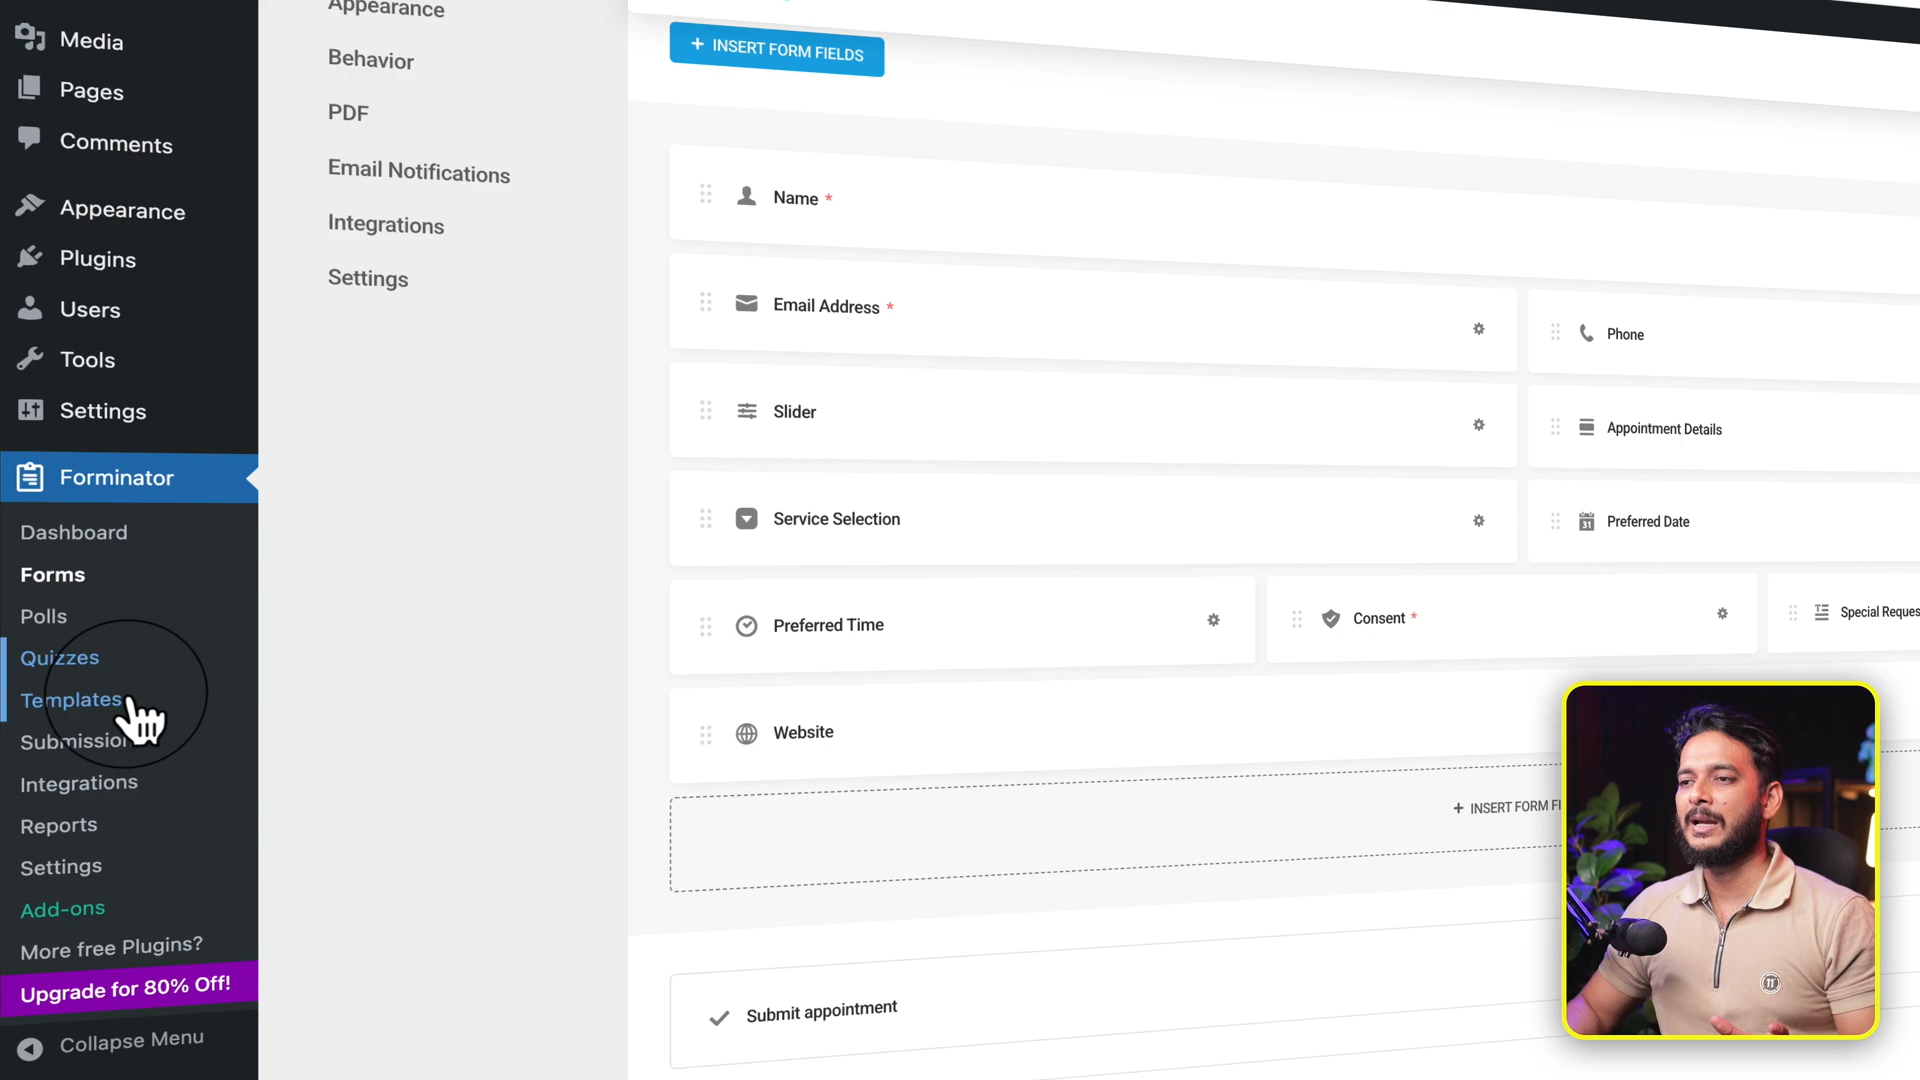 Media
Pages
Comments
Appearance
Plugins
Users
Tools
Settings
Forminator
Dashboard
Forms
Polls
Quizzes
Templates
Submission
Integrations
Reports
Settings
Add-ons
More free Plugins?
Upgrade for 80% Off!
Collapse Menu
Appearance
Behavior
PDF
Email Notifications
Integrations
Settings
+ INSERT FORM FIELDS
Name *
Email Address *
Phone
Slider
Appointment Details
Service Selection
31 Preferred Date
Preferred Time
Consent *
Special Reques
Website
+ INSERT FORM FI
Submit appointment